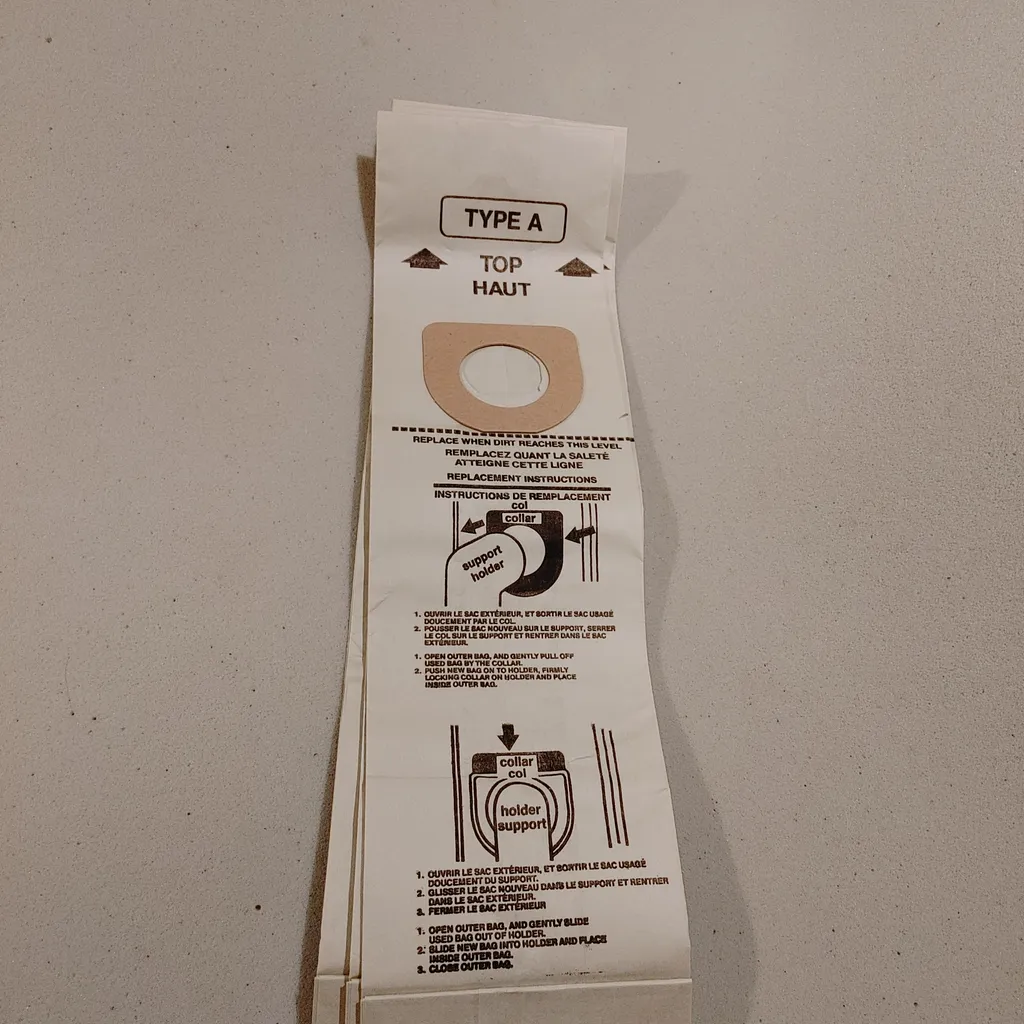 TYPE A
TOP
HAUT
REPLACE WHEN DIRT REACHES THIS LEVEL
REMPLACEZ QUANT LA SALETÉ
ATTEIGNE CETTE LIGNE
REPLACEMENT INSTRUCTIONS
INSTRUCTIONS DE REMPLACEMENT
col
collar
support
holder
1. OUVRIR LE SAC EXTÉRIEUR, ET SORTIR LE SAC USAGÉ
DOUCEMENT PAR LE COL.
2. POUSSER LE SAC NOUVEAU SUR LE SUPPORT, SERRER
LE COL SUR LE SUPPORT ET RENTRER DANS LE SAC
EXTÉRIEUR.
1. OPEN OUTER BAG, AND GENTLY PULL OFF
USED BAG BY THE COLLAR.
2. PUSH NEW BAG ON TO HOLDER, FIRMLY
LOCKING COLLAR ON HOLDER AND PLACE
INSIDE OUTER BAG.
collar
col
holder
support
1. OUVRIR LE SAC EXTÉRIEUR, ET SORTIR LE SAC USAGÉ
DOUCEMENT DU SUPPORT.
2. GLISSER LE SAC NOUVEAU DANS LE SUPPORT ET RENTRER
DANS LE SAC EXTÉRIEUR.
3. FERMER LE SAC EXTÉRIEUR
1. OPEN OUTER BAG, AND GENTLY SLIDE
USED BAG OUT OF HOLDER.
2. SLIDE NEW BAG INTO HOLDER AND PLACE
INSIDE OUTER BAG.
3. CLOSE OUTER BAG.